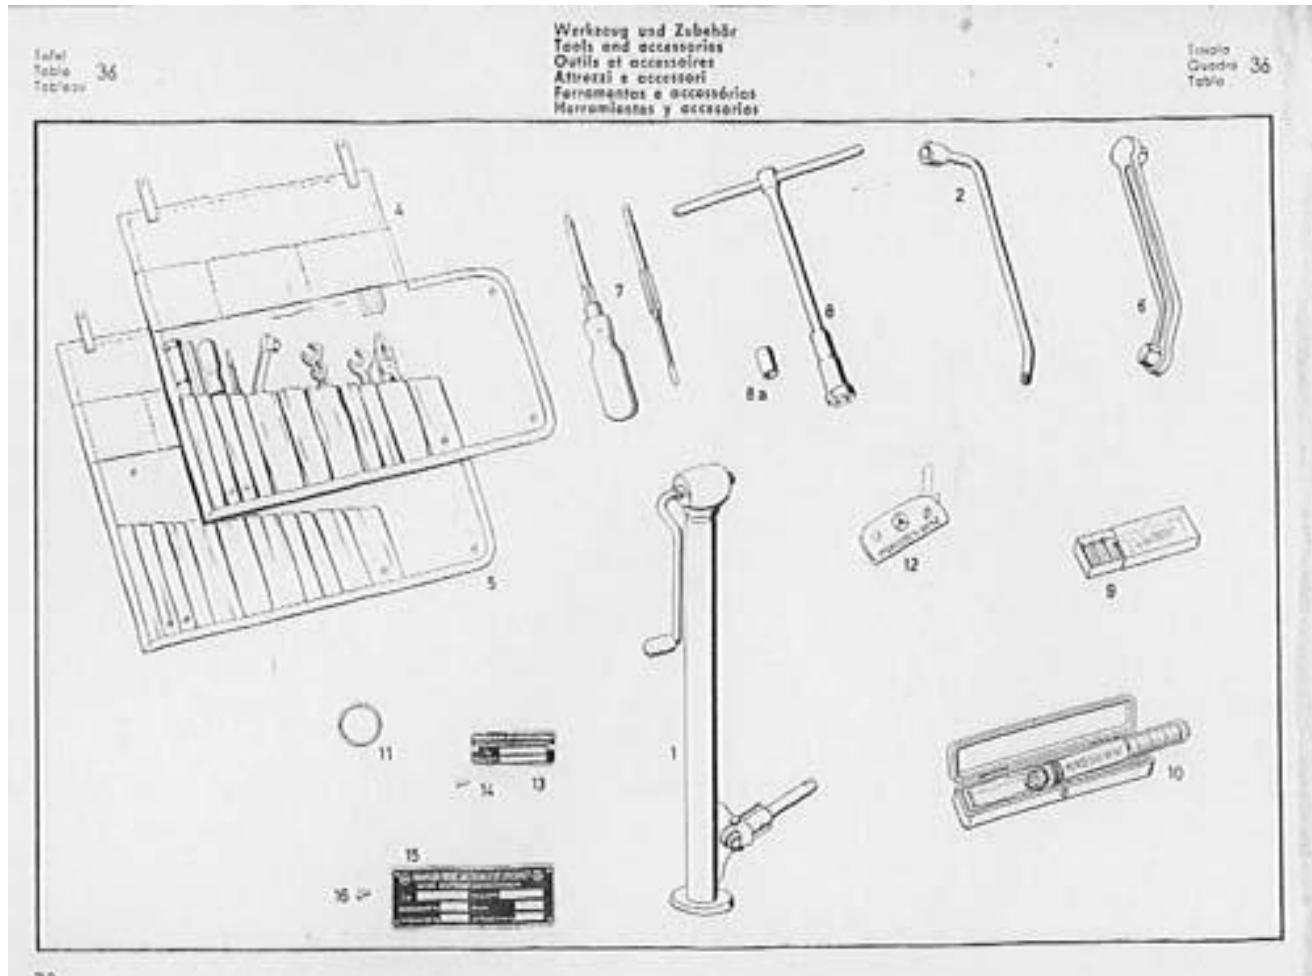 Tafel
Table 36
Tableau
Werkzeug und Zubehör
Tools and accessories
Outils et accessoires
Attrezzi e accessori
Ferramentas e accessórios
Herramientas y accesorios
Tavola
Quadro 36
Tabla
4
7
2
8
6
8a
5
12
9
11
1
10
14
13
15
16